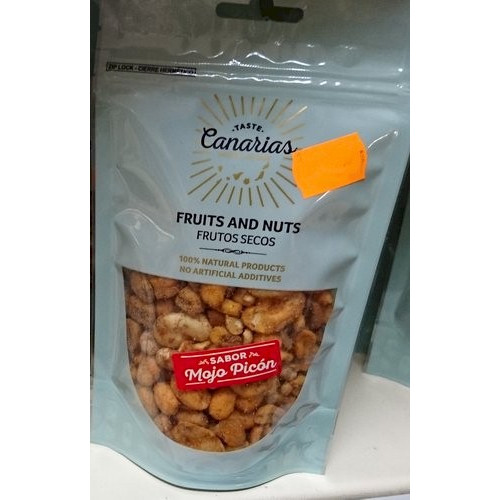 ZIP LOCK - CIERRE HERMÉTICO
TASTE
Canarias
FRUITS AND NUTS
FRUTOS SECOS
100% NATURAL PRODUCTS
NO ARTIFICIAL ADDITIVES
SABOR
Mojo Picón